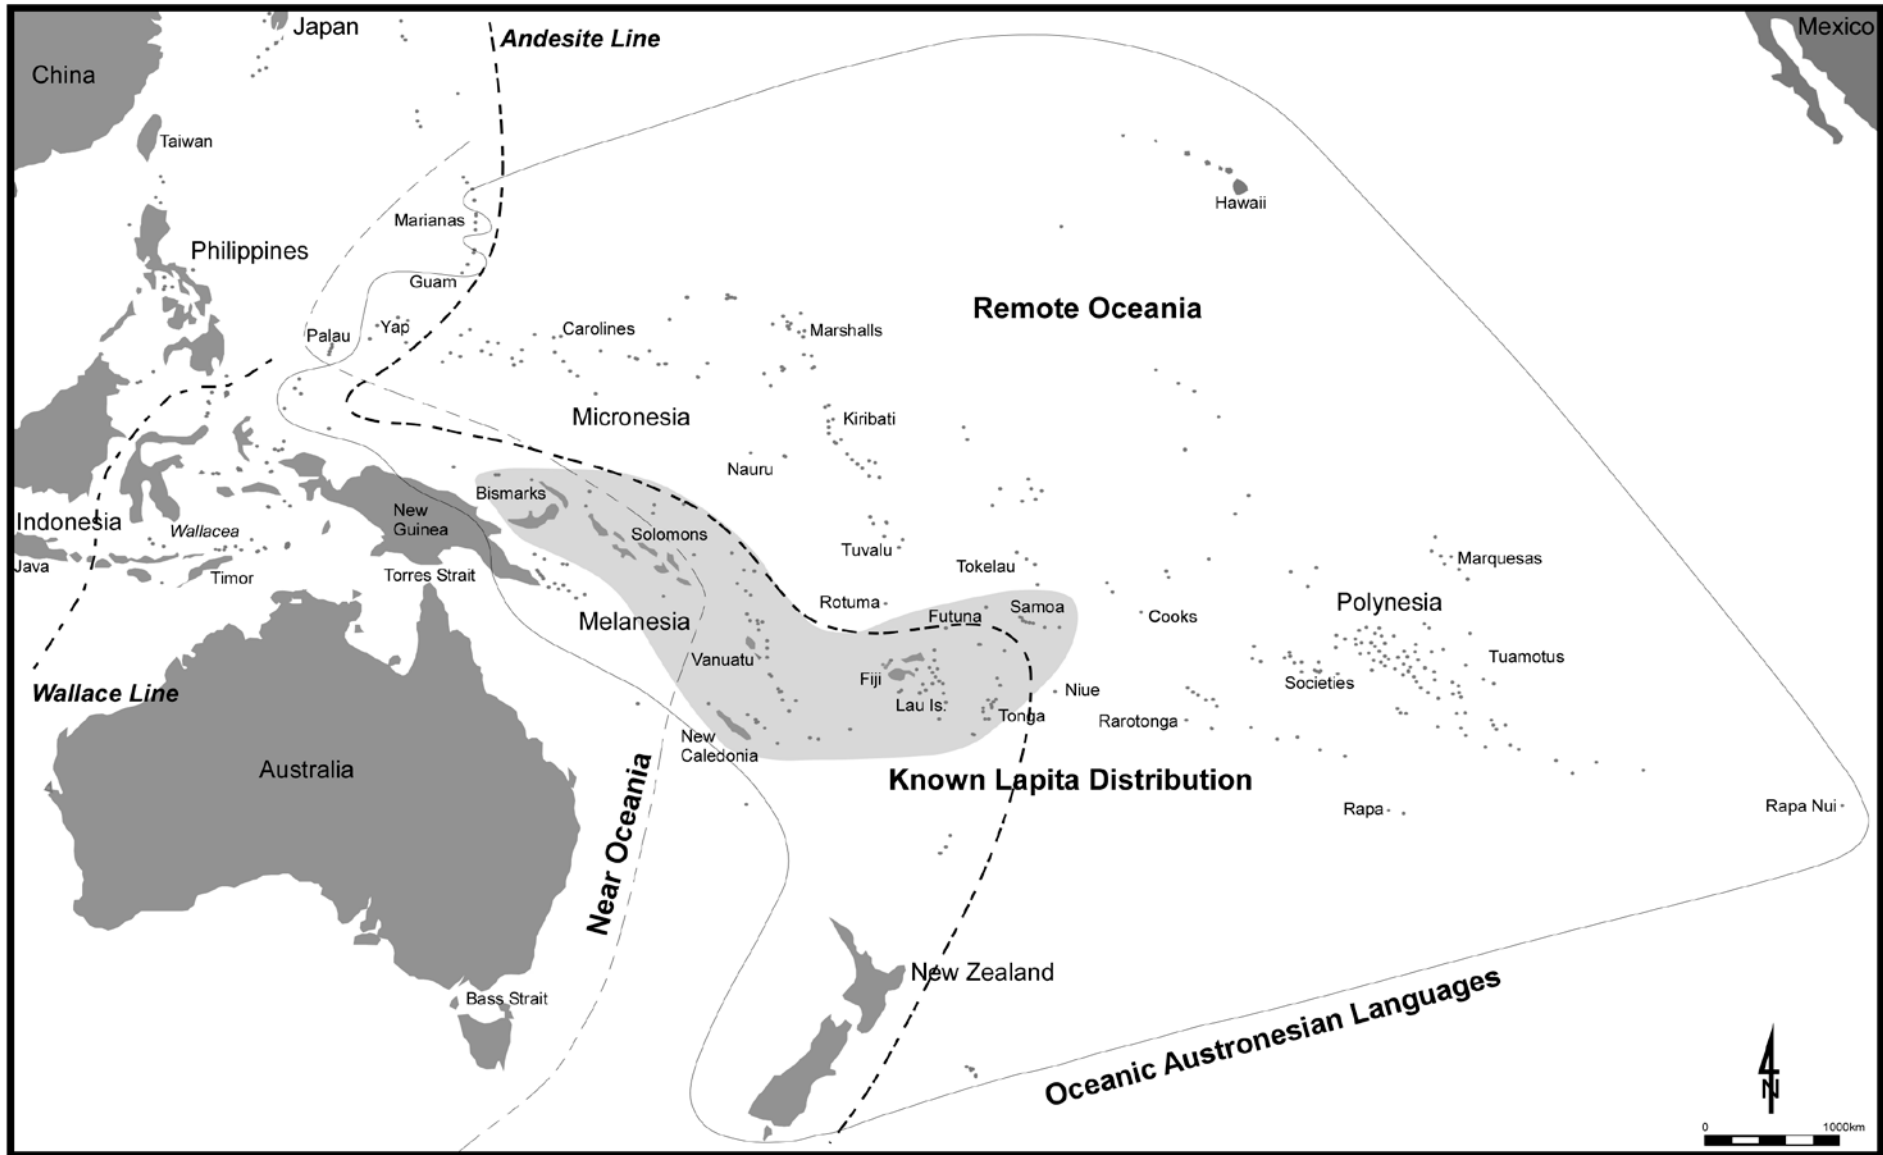 Japan
Mexico
Andesite Line
China
Taiwan
Hawaii
Marianas
Philippines
Guam
Remote Oceania
Palau
Yap
Carolines
Marshalls
Micronesia
Kiribati
Nauru
Bismarks
New
Guinea
Indonesia
Wallacea
Solomons
Tuvalu
Marquesas
Java
Timor
Torres Strait
Tokelau
Rotuma
Futuna
Samoa
Cooks
Polynesia
Melanesia
Vanuatu
Tuamotus
Fiji
Societies
Wallace Line
Niue
Lau Is.
Tonga
Rarotonga
New
Caledonia
Australia
Known Lapita Distribution
Near Oceania
Rapa
Rapa Nui
New Zealand
Bass Strait
Oceanic Austronesian Languages
N
0 1000km